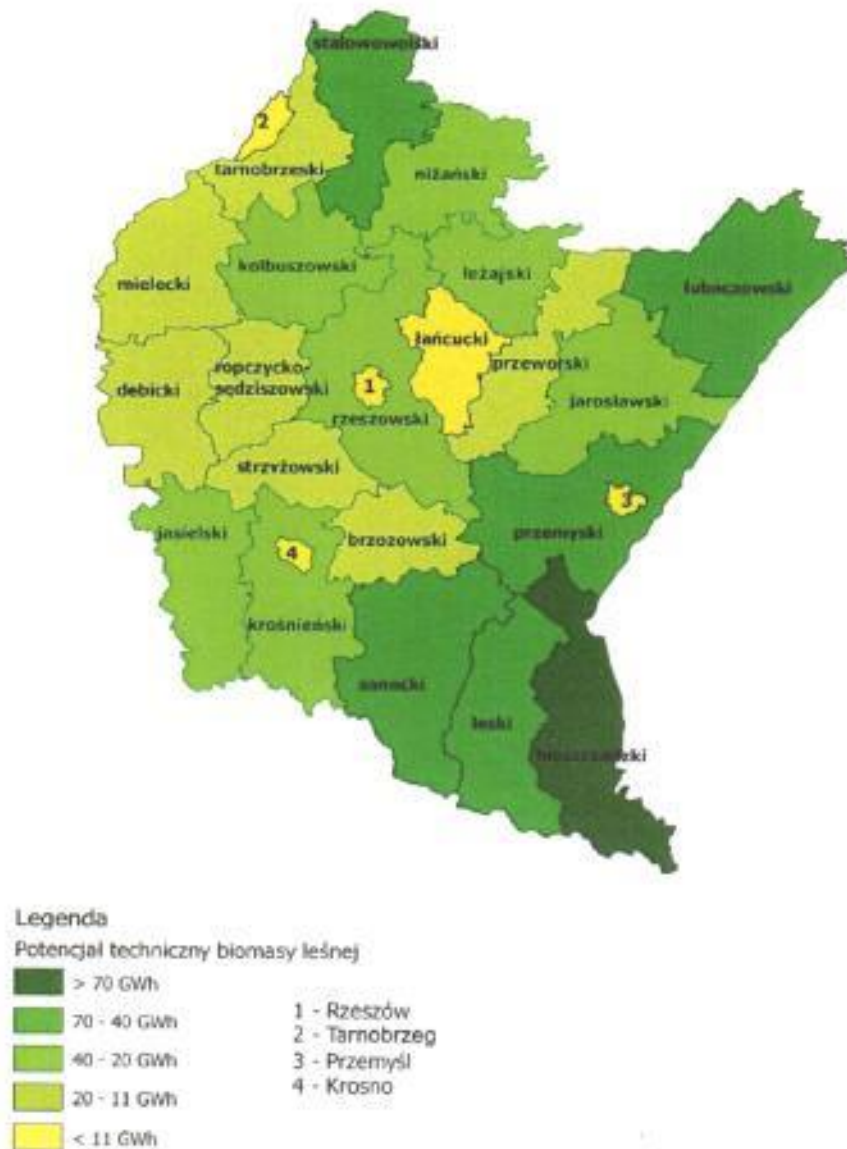 stalowowolski
2
tarnobrzeski
niżański
kolbuszowski
leżajski
mielecki
lubaczowski
łańcucki
ropczycko-
sędziszowski
przeworski
dębicki
1
jarosławski
rzeszowski
strzyżowski
3
jasielski
brzozowski
przemyski
4
krośnieński
sanocki
leski
bieszczadzki
Legenda
Potencjał techniczny biomasy leśnej
> 70 GWh
70 - 40 GWh
40 - 20 GWh
20 - 11 GWh
< 11 GWh
1 - Rzeszów
2 - Tarnobrzeg
3 - Przemyśl
4 - Krosno